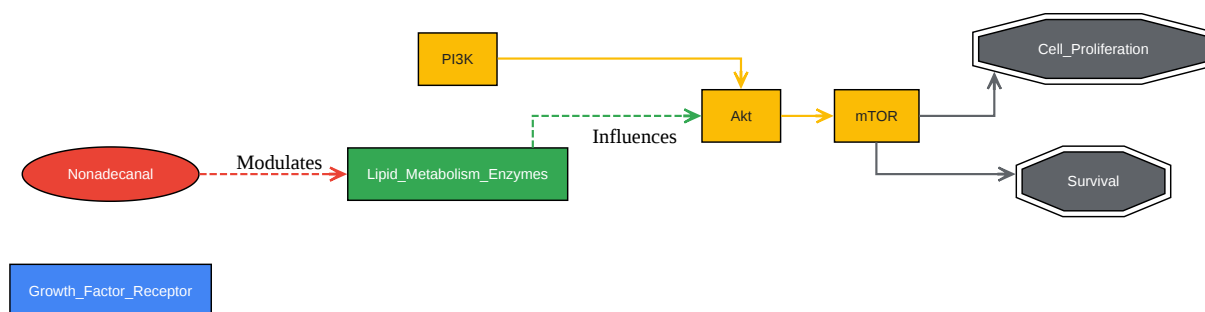 Cell_Proliferation
PI3K
Akt
mTOR
Influences
Modulates
Nonadecanal
Lipid_Metabolism_Enzymes
Survival
Growth_Factor_Receptor